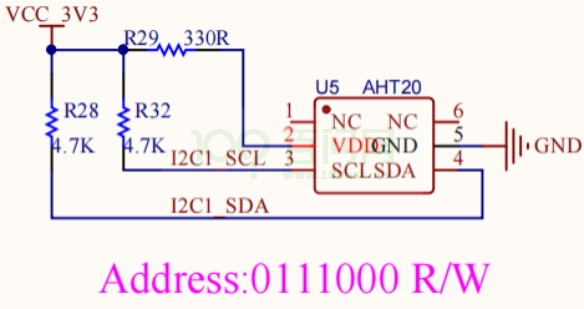 VCC_3V3
R29 330R
U5 AHT20
R28 R32
4.7K 4.7K
1 NC NC 6
2 VDD GND 5
I2C1_SCL 3 SCL SDA 4
GND
I2C1_SDA
Address:0111000 R/W